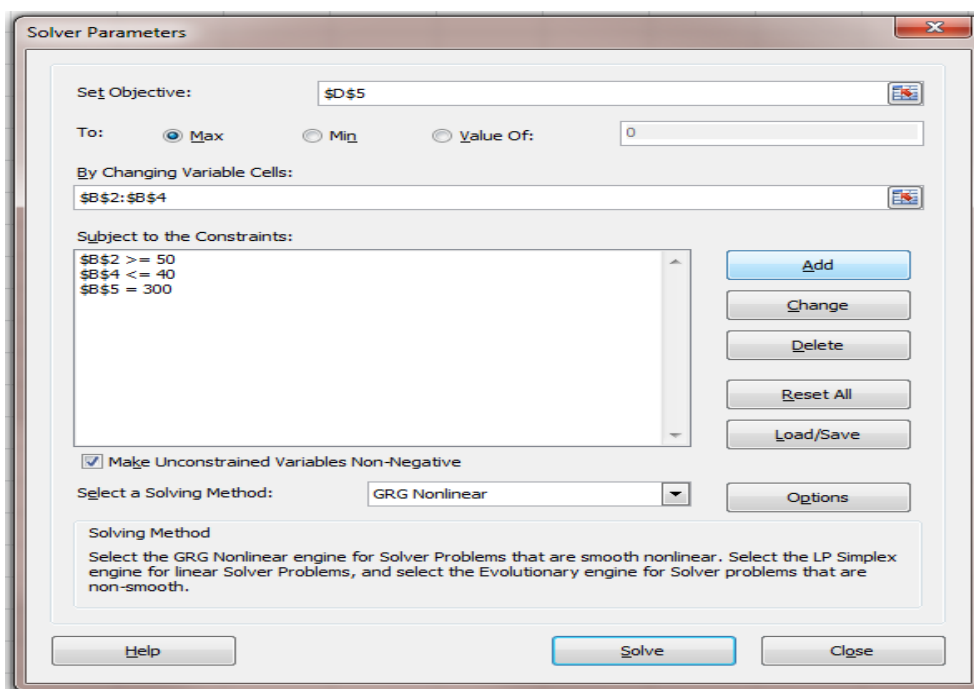 Solver Parameters
Set Objective: $D$5
To: Max Min Value Of: 0
By Changing Variable Cells:
$B$2:$B$4
Subject to the Constraints:
$B$2 >= 50
$B$4 <= 40
$B$5 = 300
Add
Change
Delete
Reset All
Load/Save
Make Unconstrained Variables Non-Negative
Select a Solving Method: GRG Nonlinear Options
Solving Method
Select the GRG Nonlinear engine for Solver Problems that are smooth nonlinear. Select the LP Simplex
engine for linear Solver Problems, and select the Evolutionary engine for Solver problems that are
non-smooth.
Help Solve Close